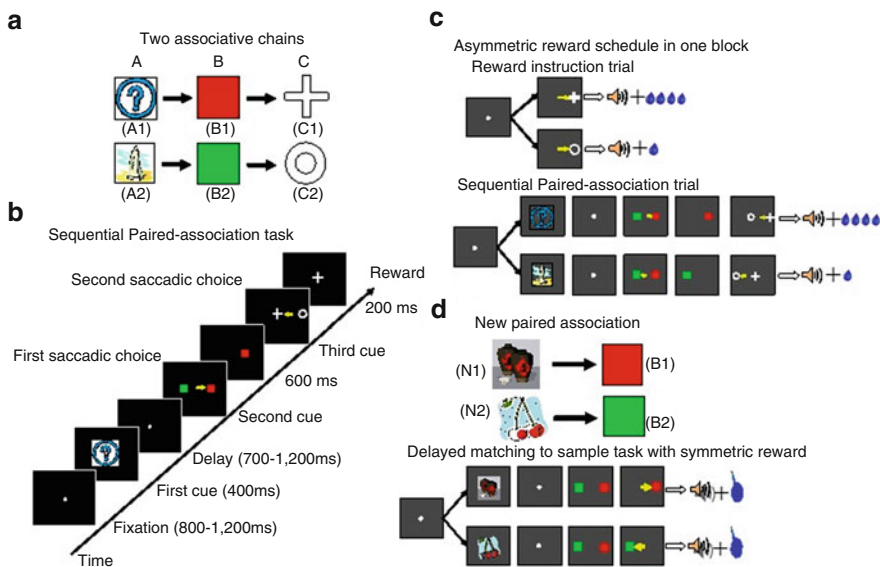 a
Two associative chains
A B C
(A1) (B1) (C1)
(A2) (B2) (C2)
b
Sequential Paired-association task
Second saccadic choice
Reward
200 ms
First saccadic choice
Third cue
600 ms
Second cue
Delay (700-1,200ms)
First cue (400ms)
Fixation (800-1,200ms)
Time
c
Asymmetric reward schedule in one block
Reward instruction trial
+
+
Sequential Paired-association trial
+
+
d
New paired association
(N1) (B1)
(N2) (B2)
Delayed matching to sample task with symmetric reward
+
+